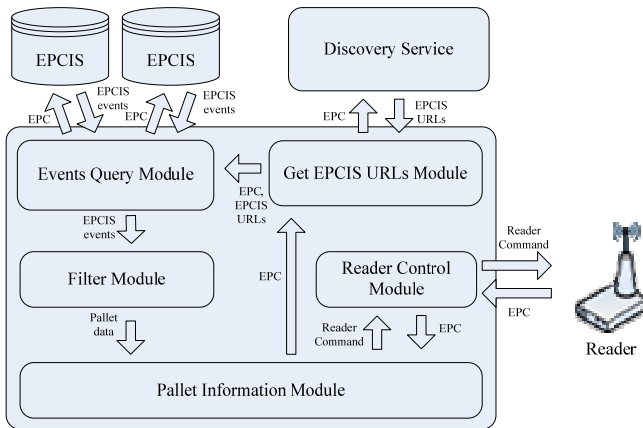 EPCIS
EPCIS
Discovery Service
EPC
EPCIS
events
EPC
EPCIS
events
EPC
EPCIS
URLs
Events Query Module
Get EPCIS URLs Module
EPC,
EPCIS
URLs
EPCIS
events
Filter Module
EPC
Reader Control
Module
Reader
Command
EPC
Pallet
data
Reader
Command
EPC
Reader
Pallet Information Module